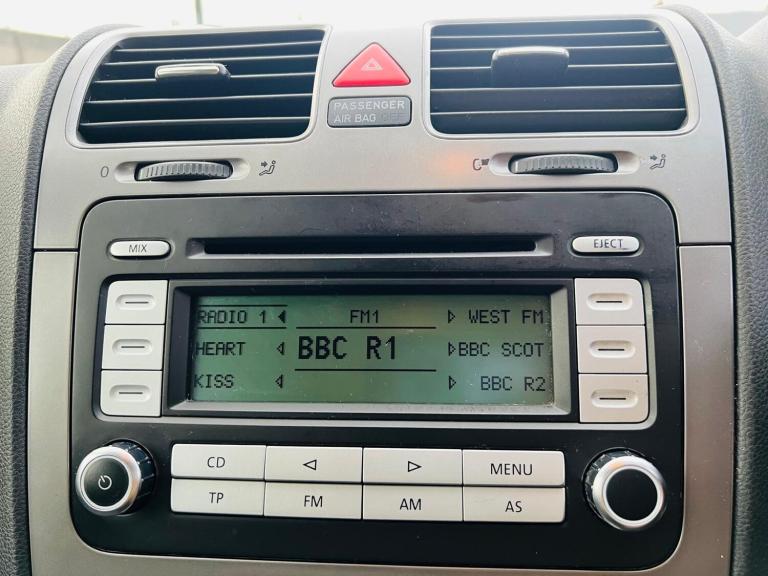 PASSENGER
AIR BAG OFF
0
MIX
EJECT
RADIO 1 FM1 WEST FM
HEART BBC R1 BBC SCOT
KISS BBC R2
CD MENU
TP FM AM AS